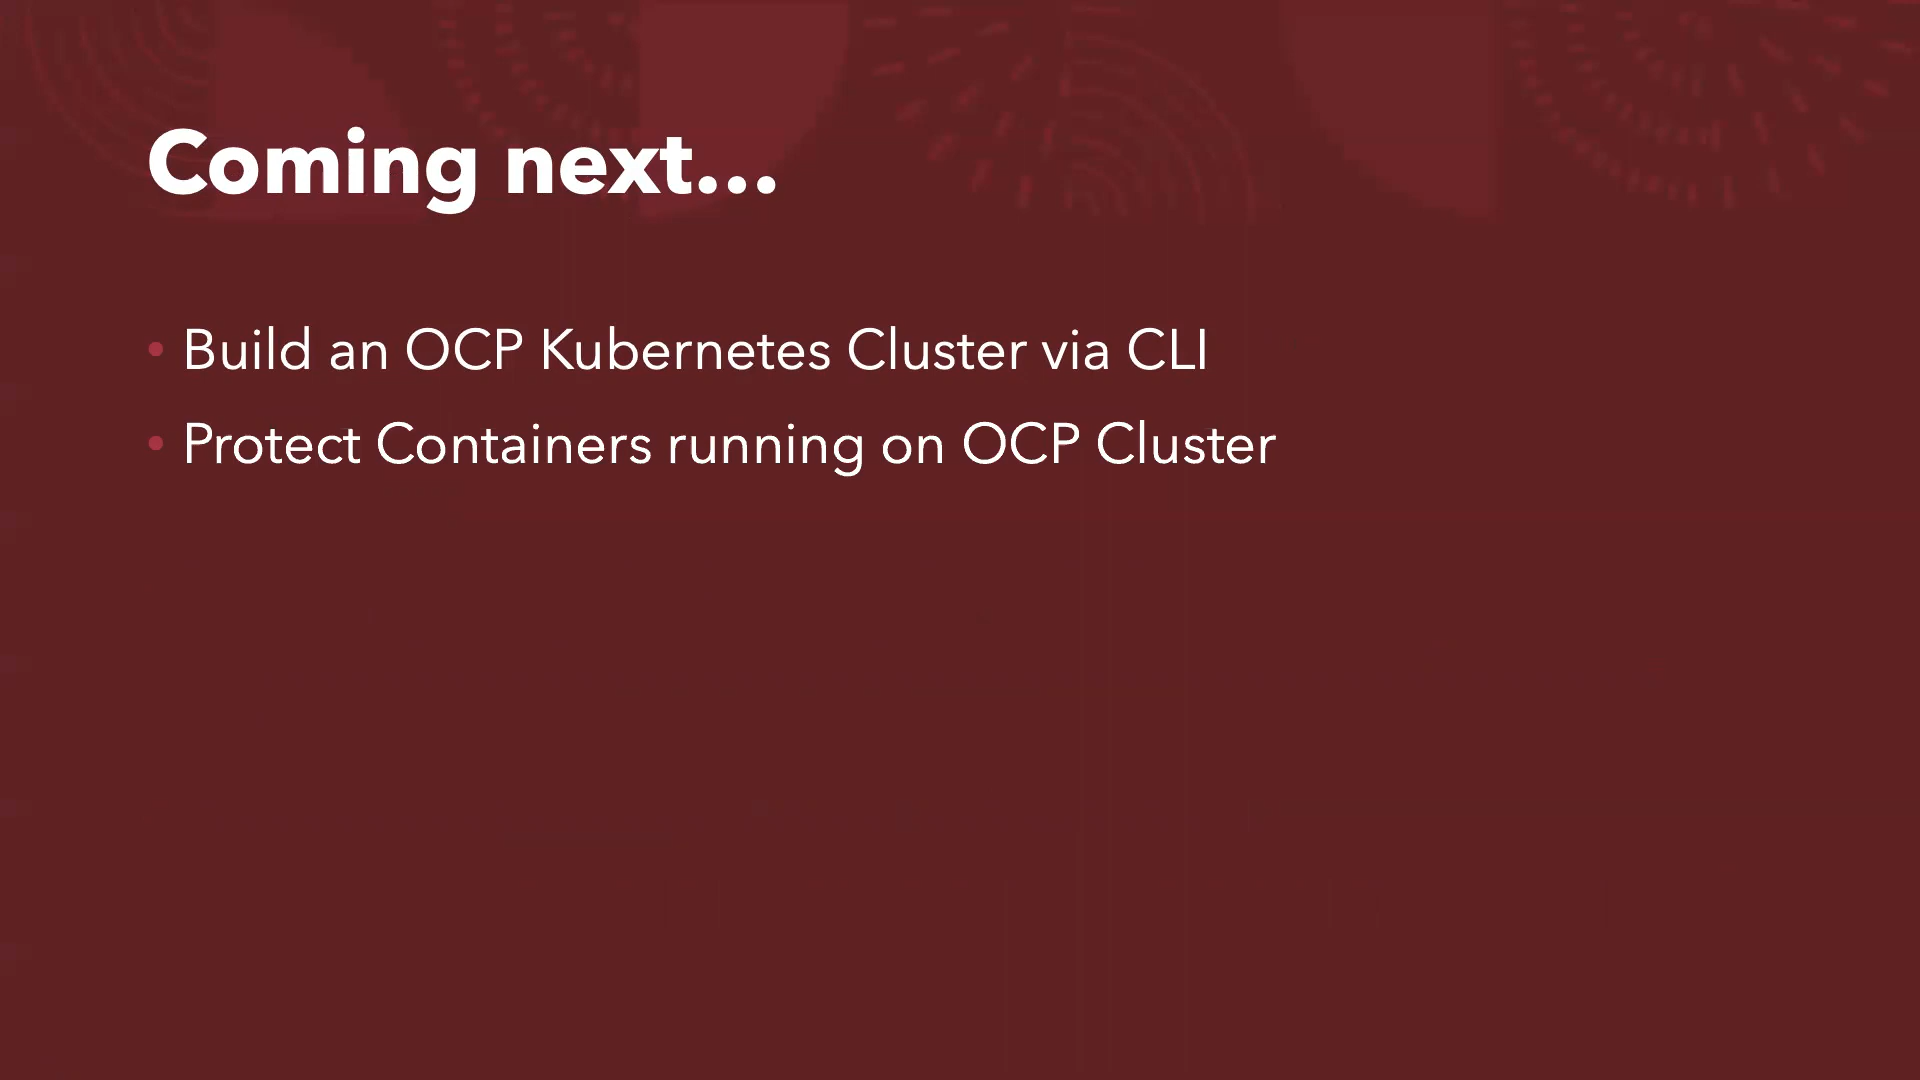 Coming next...
• Build an OCP Kubernetes Cluster via CLI
• Protect Containers running on OCP Cluster